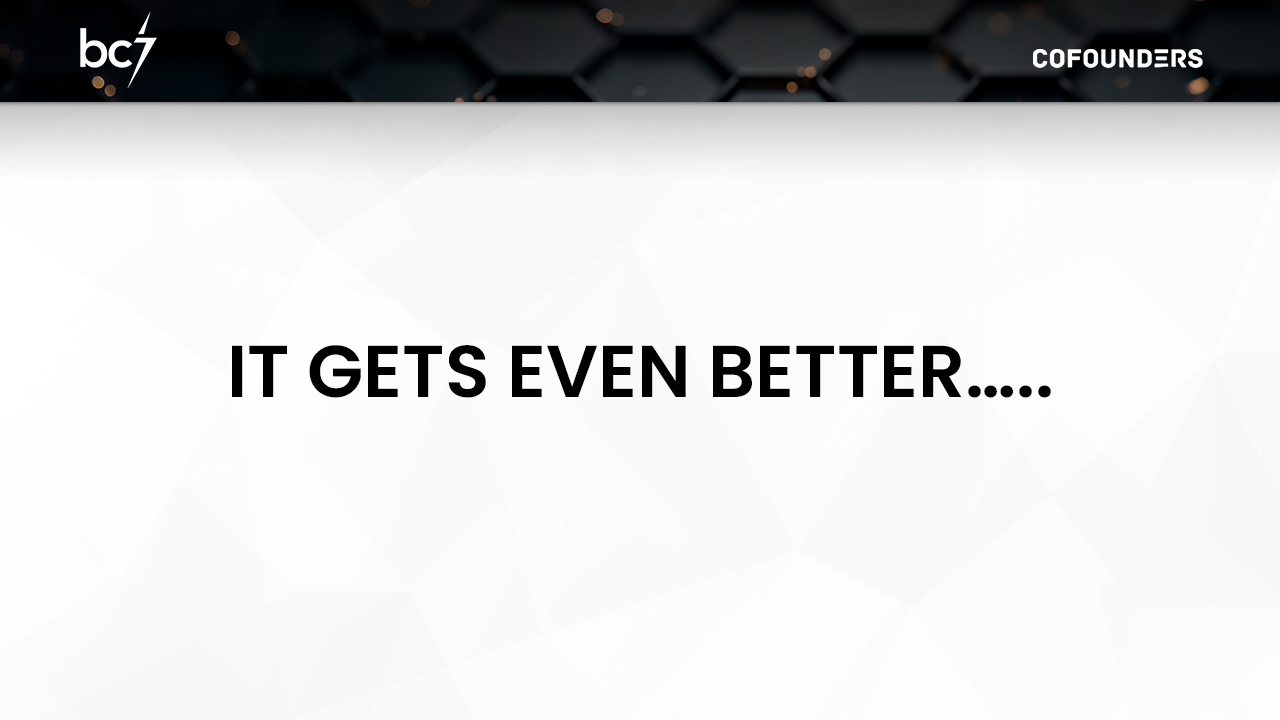 bc7
COFOUNDERS
IT GETS EVEN BETTER.....